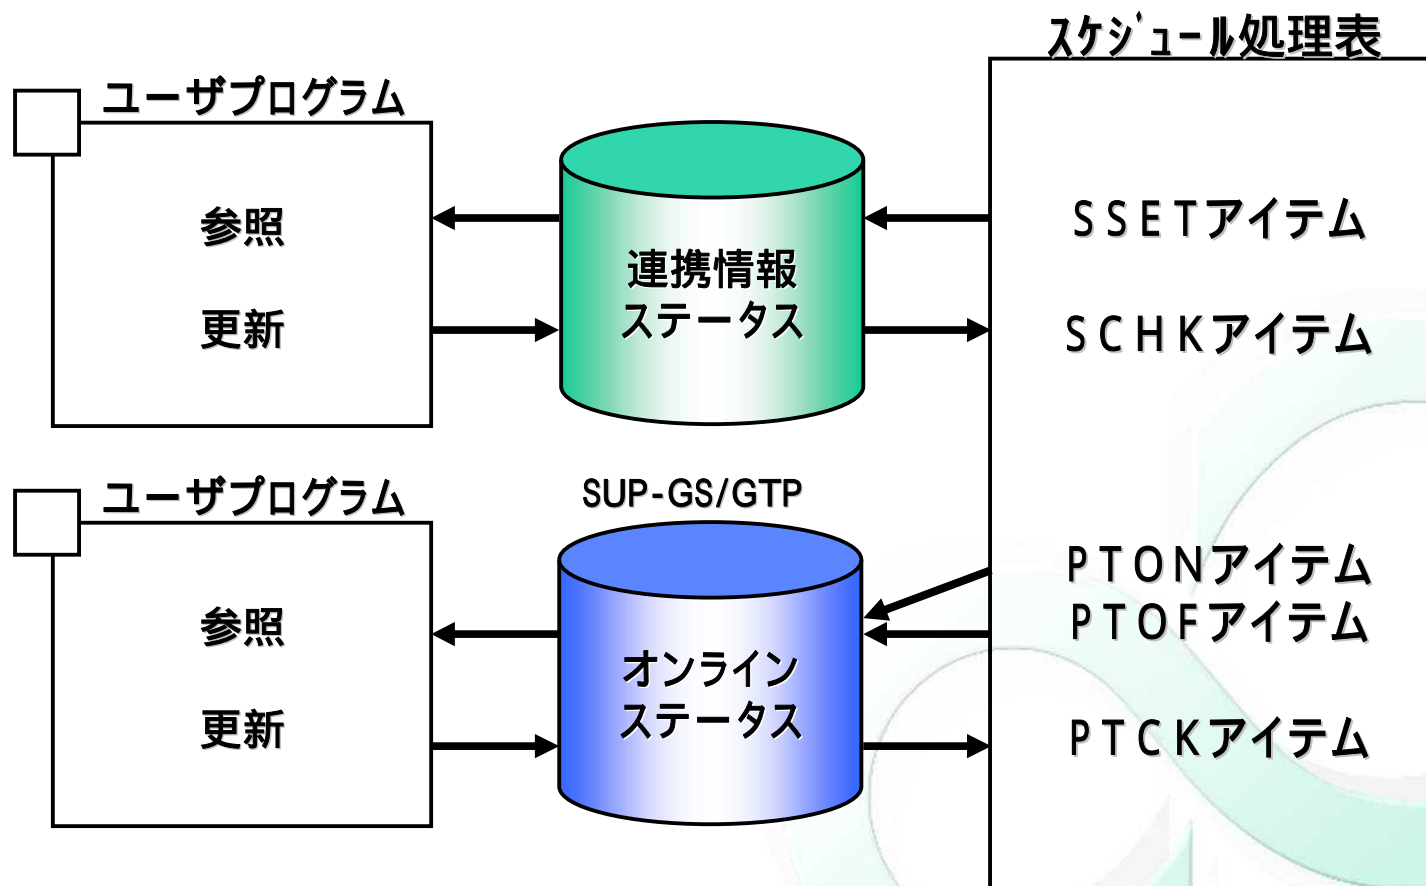 スケジュール処理表
ユーザプログラム
参照
更新
連携情報
ステータス
SSETアイテム
SCHKアイテム
ユーザプログラム
参照
更新
SUP-GS/GTP
オンライン
ステータス
PTONアイテム
PTOFアイテム
PTCKアイテム